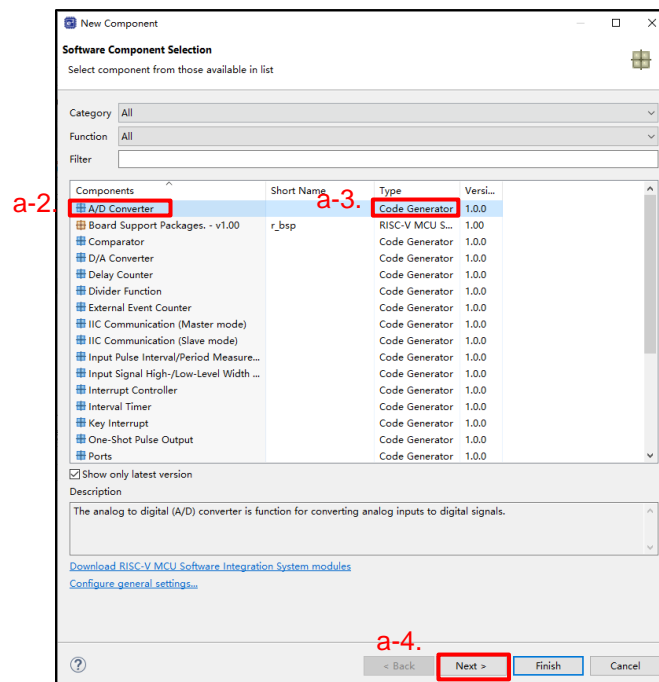 New Component
Software Component Selection
Select component from those available in list
Category All
Function All
Filter
Components Short Name Type Versi...
a-2. A/D Converter a-3. Code Generator 1.0.0
Board Support Packages. - v1.00 r_bsp RISC-V MCU S... 1.00
Comparator Code Generator 1.0.0
D/A Converter Code Generator 1.0.0
Delay Counter Code Generator 1.0.0
Divider Function Code Generator 1.0.0
External Event Counter Code Generator 1.0.0
IIC Communication (Master mode) Code Generator 1.0.0
IIC Communication (Slave mode) Code Generator 1.0.0
Input Pulse Interval/Period Measure... Code Generator 1.0.0
Input Signal High-/Low-Level Width ... Code Generator 1.0.0
Interrupt Controller Code Generator 1.0.0
Interval Timer Code Generator 1.0.0
Key Interrupt Code Generator 1.0.0
One-Shot Pulse Output Code Generator 1.0.0
Ports Code Generator 1.0.0
Show only latest version
Description
The analog to digital (A/D) converter is function for converting analog inputs to digital signals.
Download RISC-V MCU Software Integration System modules
Configure general settings...
a-4.
? < Back Next > Finish Cancel